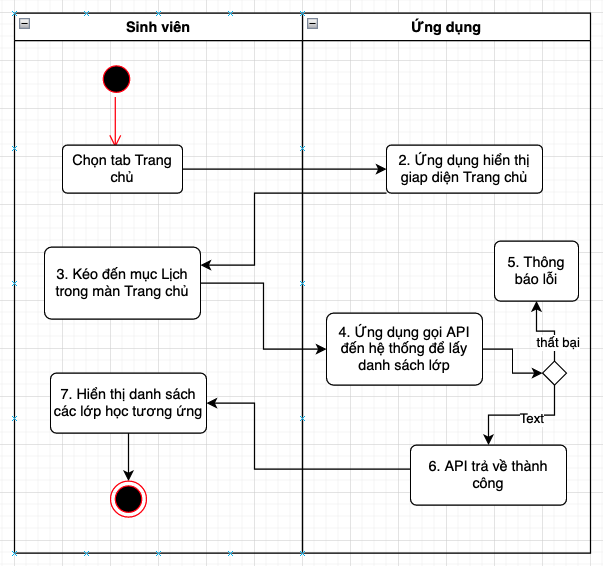 Sinh viên
Ứng dụng
Chọn tab Trang
chủ
2. Ứng dụng hiển thị
giap diện Trang chủ
3. Kéo đến mục Lịch
trong màn Trang chủ
5. Thông
báo lỗi
4. Ứng dụng gọi API
đến hệ thống để lấy
danh sách lớp
thất bại
7. Hiển thị danh sách
các lớp học tương ứng
Text
6. API trả về thành
công